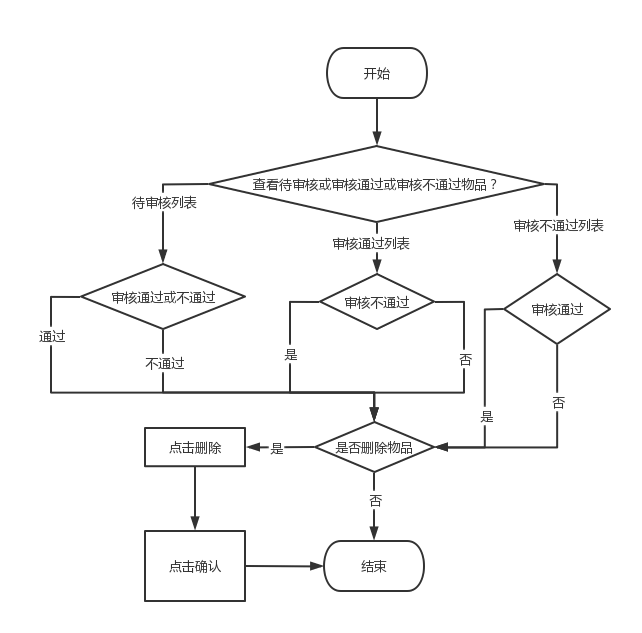 开始
查看待审核或审核通过或审核不通过物品？
待审核列表
审核不通过列表
审核通过列表
审核通过或不通过
审核不通过
审核通过
通过
不通过
是
否
否
是
点击删除
是
是否删除物品
否
点击确认
结束